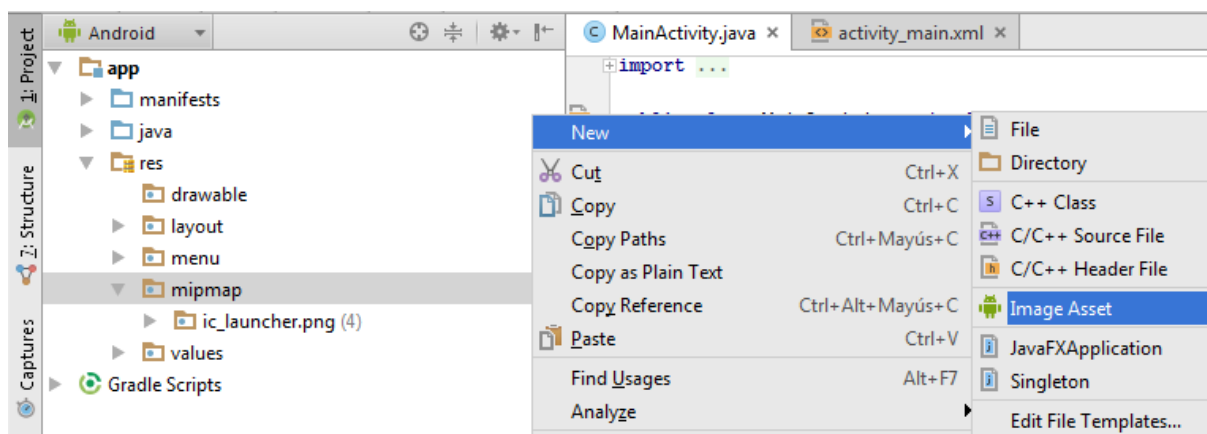 1: Project
7: Structure
Captures
Android
app
manifests
java
res
drawable
layout
menu
mipmap
ic_launcher.png (4)
values
Gradle Scripts
MainActivity.java
activity_main.xml
import ...
New
Cut Ctrl+X
Copy Ctrl+C
Copy Paths Ctrl+Mayús+C
Copy as Plain Text
Copy Reference Ctrl+Alt+Mayús+C
Paste Ctrl+V
Find Usages Alt+F7
Analyze
File
Directory
C++ Class
C/C++ Source File
C/C++ Header File
Image Asset
JavaFXApplication
Singleton
Edit File Templates...